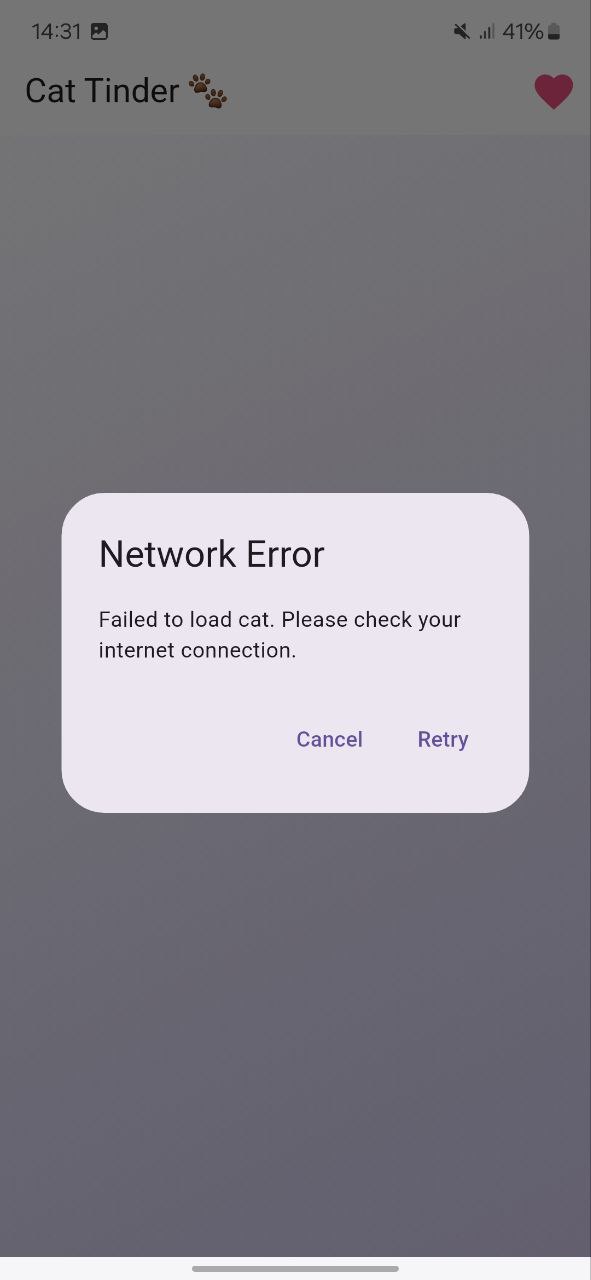 14:31 41%
Cat Tinder 🐾
Network Error
Failed to load cat. Please check your
internet connection.
Cancel Retry